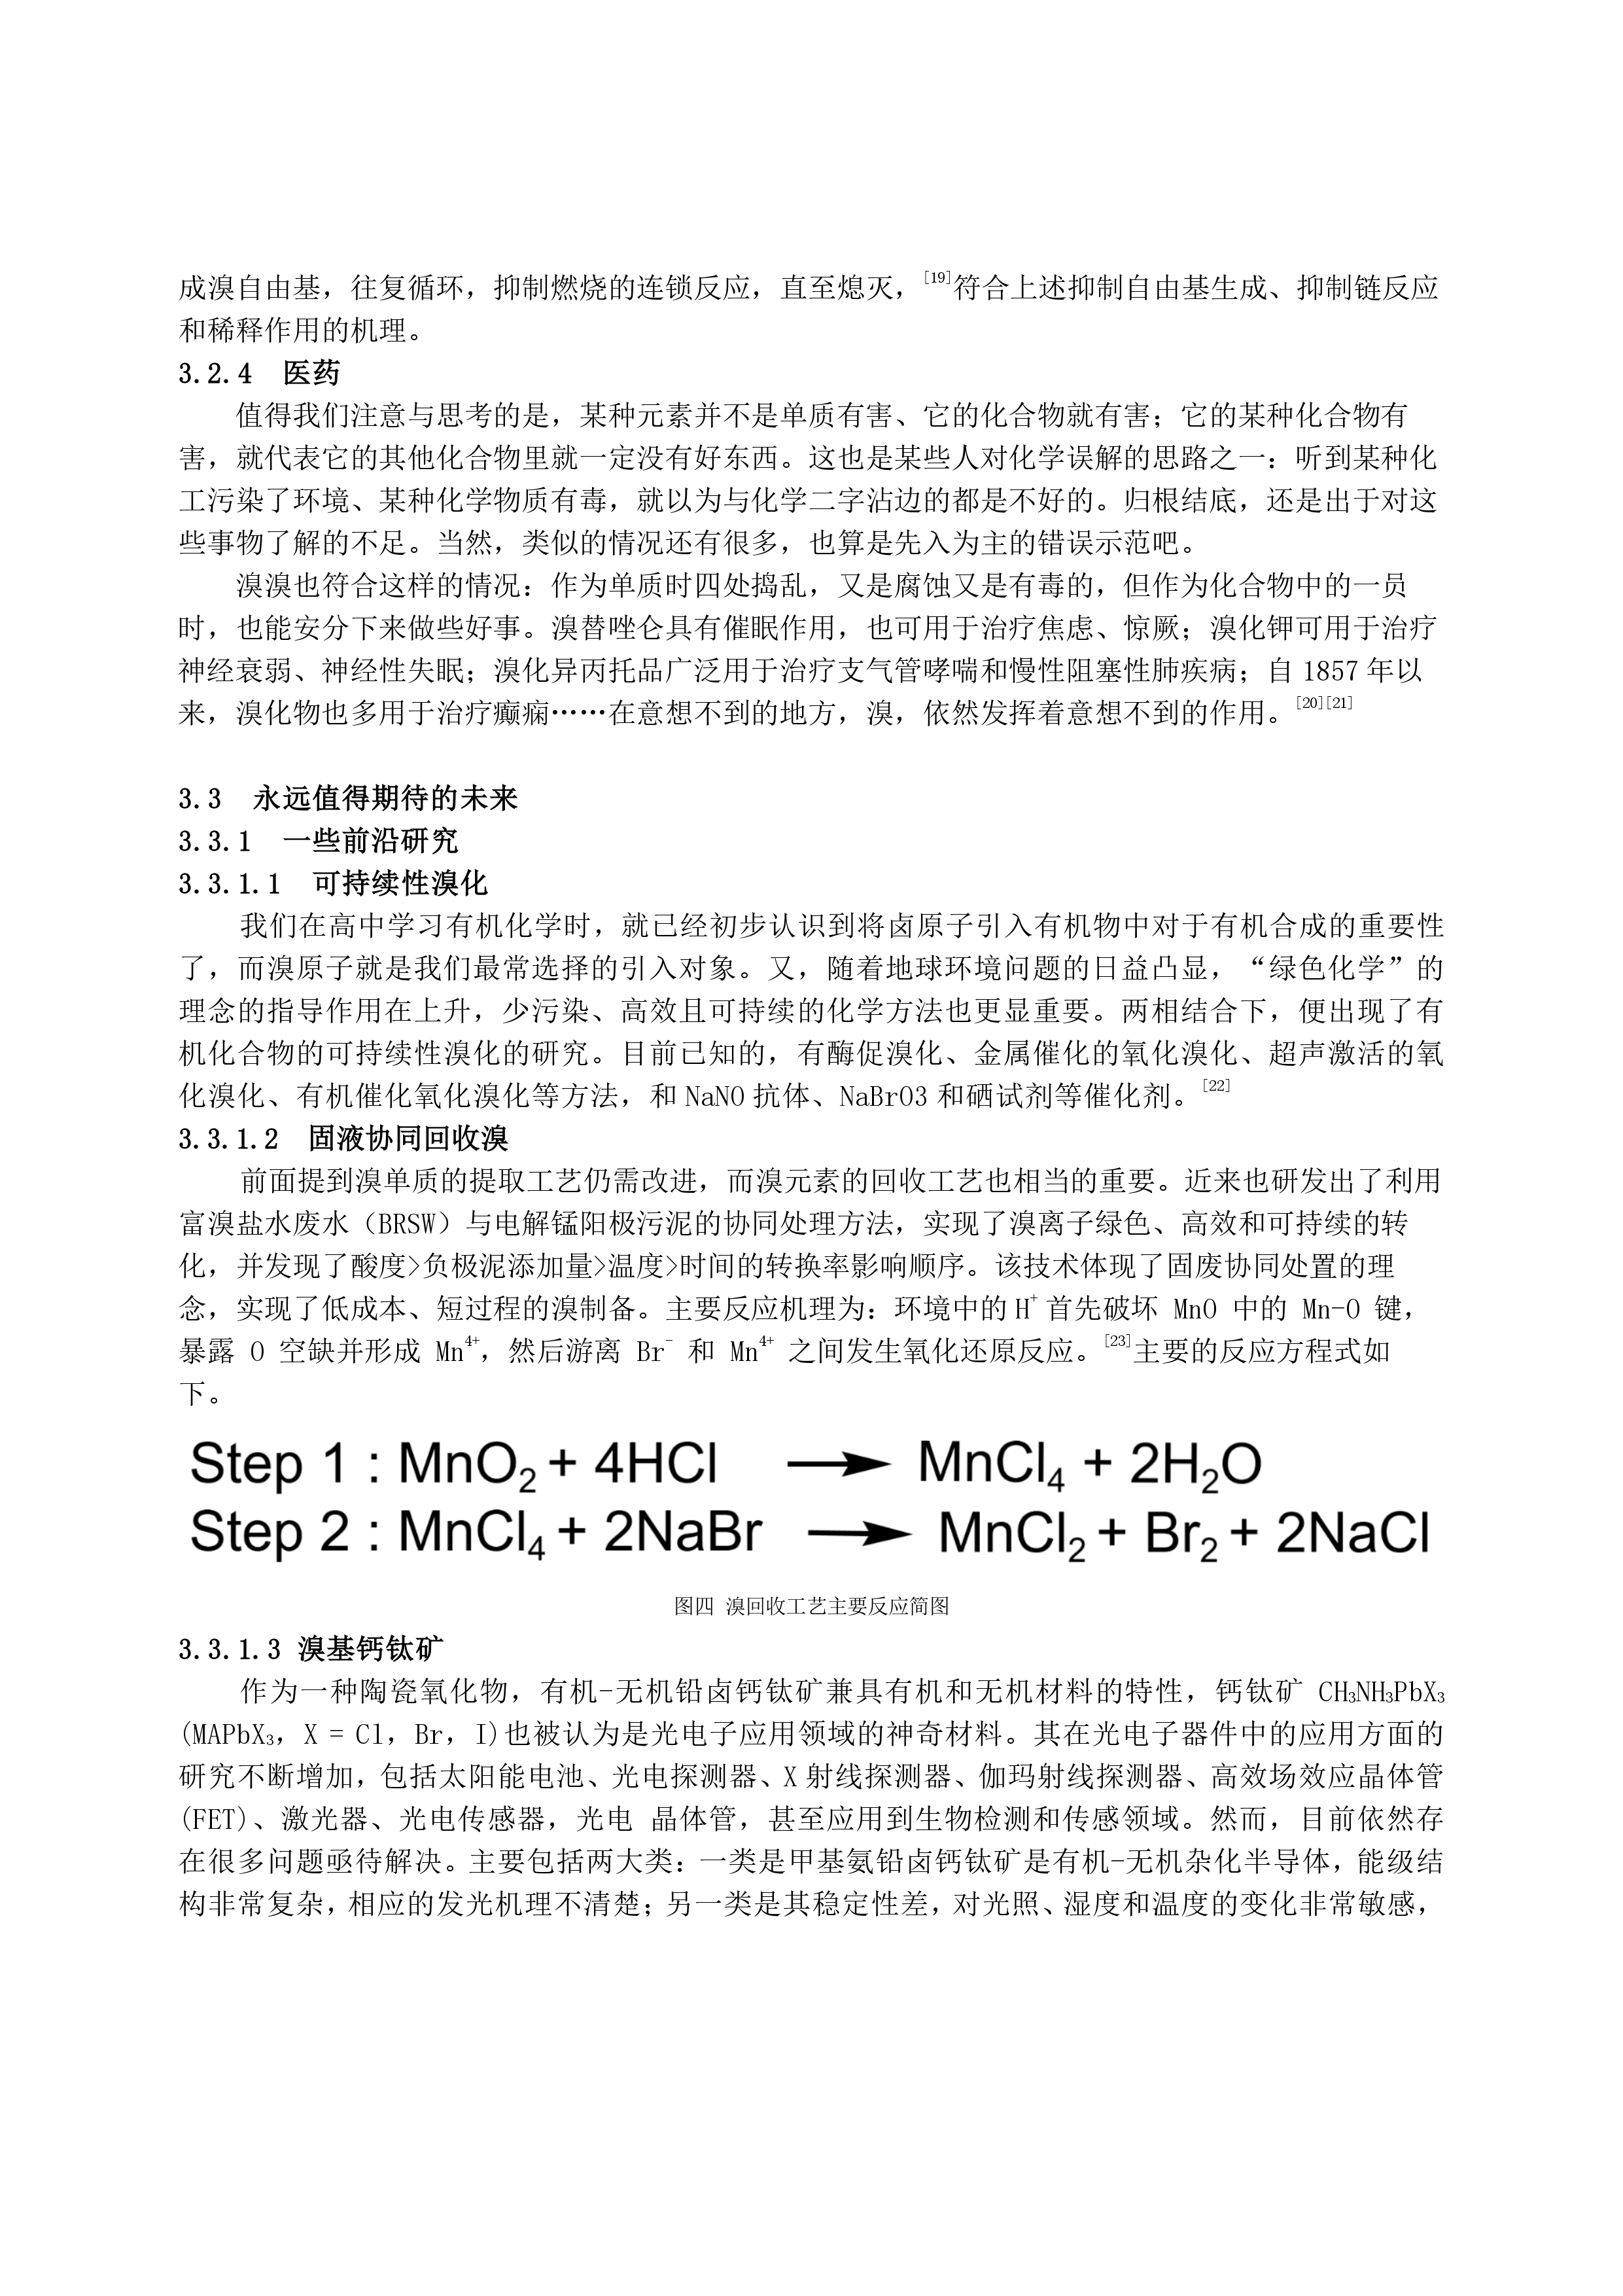 成溴自由基，往复循环，抑制燃烧的连锁反应，直至熄灭，[19]符合上述抑制自由基生成、抑制链反应
和稀释作用的机理。
3.2.4 医药
值得我们注意与思考的是，某种元素并不是单质有害、它的化合物就有害；它的某种化合物有
害，就代表它的其他化合物里就一定没有好东西。这也是某些人对化学误解的思路之一：听到某种化
工污染了环境、某种化学物质有毒，就以为与化学二字沾边的都是不好的。归根结底，还是出于对这
些事物了解的不足。当然，类似的情况还有很多，也算是先入为主的错误示范吧。
溴溴也符合这样的情况：作为单质时四处捣乱，又是腐蚀又是有毒的，但作为化合物中的一员
时，也能安分下来做些好事。溴替唑仑具有催眠作用，也可用于治疗焦虑、惊厥；溴化钾可用于治疗
神经衰弱、神经性失眠；溴化异丙托品广泛用于治疗支气管哮喘和慢性阻塞性肺疾病；自 1857 年以
来，溴化物也多用于治疗癫痫……在意想不到的地方，溴，依然发挥着意想不到的作用。[20][21]
3.3 永远值得期待的未来
3.3.1 一些前沿研究
3.3.1.1 可持续性溴化
我们在高中学习有机化学时，就已经初步认识到将卤原子引入有机物中对于有机合成的重要性
了，而溴原子就是我们最常选择的引入对象。又，随着地球环境问题的日益凸显，“绿色化学”的
理念的指导作用在上升，少污染、高效且可持续的化学方法也更显重要。两相结合下，便出现了有
机化合物的可持续性溴化的研究。目前已知的，有酶促溴化、金属催化的氧化溴化、超声激活的氧
化溴化、有机催化氧化溴化等方法，和 NaNO 抗体、NaBrO3 和硒试剂等催化剂。[22]
3.3.1.2 固液协同回收溴
前面提到溴单质的提取工艺仍需改进，而溴元素的回收工艺也相当的重要。近来也研发出了利用
富溴盐水废水（BRSW）与电解锰阳极污泥的协同处理方法，实现了溴离子绿色、高效和可持续的转
化，并发现了酸度>负极泥添加量>温度>时间的转换率影响顺序。该技术体现了固废协同处置的理
念，实现了低成本、短过程的溴制备。主要反应机理为：环境中的 H⁺ 首先破坏 MnO 中的 Mn-O 键，
暴露 O 空缺并形成 Mn⁴⁺，然后游离 Br⁻ 和 Mn⁴⁺ 之间发生氧化还原反应。[23]主要的反应方程式如
下。
Step 1 : MnO₂ + 4HCl → MnCl₄ + 2H₂O
Step 2 : MnCl₄ + 2NaBr → MnCl₂ + Br₂ + 2NaCl
图四 溴回收工艺主要反应简图
3.3.1.3 溴基钙钛矿
作为一种陶瓷氧化物，有机-无机铅卤钙钛矿兼具有机和无机材料的特性，钙钛矿 CH₃NH₃PbX₃
(MAPbX₃，X = Cl，Br，I)也被认为是光电子应用领域的神奇材料。其在光电子器件中的应用方面的
研究不断增加，包括太阳能电池、光电探测器、X 射线探测器、伽玛射线探测器、高效场效应晶体管
(FET)、激光器、光电传感器，光电 晶体管，甚至应用到生物检测和传感领域。然而，目前依然存
在很多问题亟待解决。主要包括两大类：一类是甲基氨铅卤钙钛矿是有机-无机杂化半导体，能级结
构非常复杂，相应的发光机理不清楚；另一类是其稳定性差，对光照、湿度和温度的变化非常敏感，